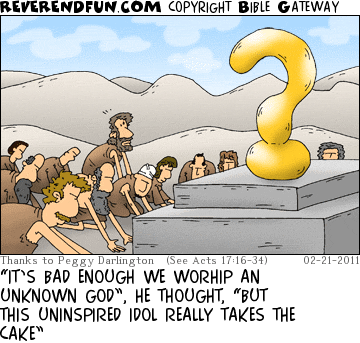 REVERENDFUN.COM COPYRIGHT BIBLE GATEWAY
Thanks to Peggy Darlington (See Acts 17:16-34) 02-21-2011
"IT'S BAD ENOUGH WE WORHIP AN
UNKNOWN GOD", HE THOUGHT, "BUT
THIS UNINSPIRED IDOL REALLY TAKES THE
CAKE"